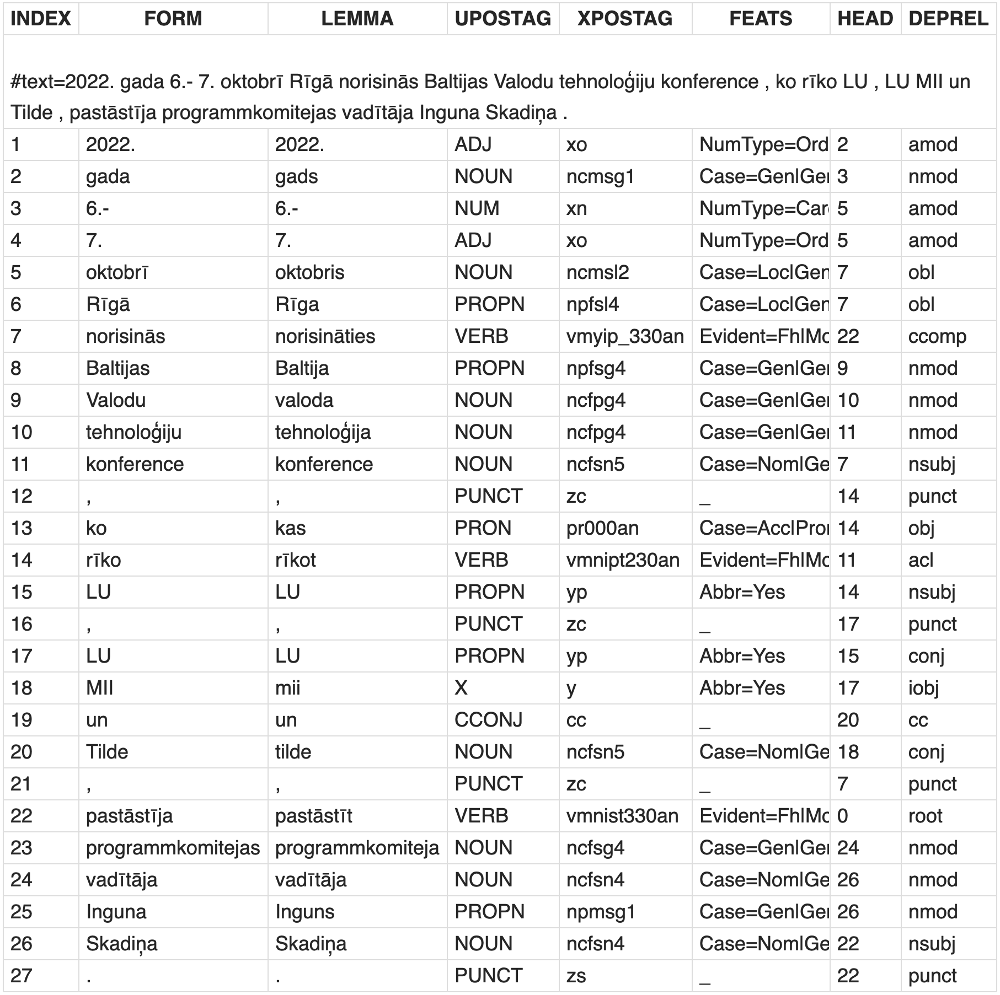 INDEX FORM LEMMA UPOSTAG XPOSTAG FEATS HEAD DEPREL
#text=2022. gada 6.- 7. oktobrī Rīgā norisinās Baltijas Valodu tehnoloģiju konference , ko rīko LU , LU MII un
Tilde , pastāstīja programmkomitejas vadītāja Inguna Skadiņa .
1 2022. 2022. ADJ xo NumType=Ord 2 amod
2 gada gads NOUN ncmsg1 Case=Gen|Ger 3 nmod
3 6.- 6.- NUM xn NumType=Car 5 amod
4 7. 7. ADJ xo NumType=Ord 5 amod
5 oktobrī oktobris NOUN ncmsl2 Case=Loc|Gen 7 obl
6 Rīgā Rīga PROPN npfsl4 Case=Loc|Gen 7 obl
7 norisinās norisināties VERB vmyip_330an Evident=Fh|Mo 22 ccomp
8 Baltijas Baltija PROPN npfsg4 Case=Gen|Ger 9 nmod
9 Valodu valoda NOUN ncfpg4 Case=Gen|Ger 10 nmod
10 tehnoloģiju tehnoloģija NOUN ncfpg4 Case=Gen|Ger 11 nmod
11 konference konference NOUN ncfsn5 Case=Nom|Ge 7 nsubj
12 , , PUNCT zc _ 14 punct
13 ko kas PRON pr000an Case=Acc|Pror 14 obj
14 rīko rīkot VERB vmnipt230an Evident=Fh|Mo 11 acl
15 LU LU PROPN yp Abbr=Yes 14 nsubj
16 , , PUNCT zc _ 17 punct
17 LU LU PROPN yp Abbr=Yes 15 conj
18 MII mii X y Abbr=Yes 17 iobj
19 un un CCONJ cc _ 20 cc
20 Tilde tilde NOUN ncfsn5 Case=Nom|Ge 18 conj
21 , , PUNCT zc _ 7 punct
22 pastāstīja pastāstīt VERB vmnist330an Evident=Fh|Mo 0 root
23 programmkomitejas programmkomiteja NOUN ncfsg4 Case=Gen|Ger 24 nmod
24 vadītāja vadītāja NOUN ncfsn4 Case=Nom|Ge 26 nmod
25 Inguna Inguns PROPN npmsg1 Case=Gen|Ger 26 nmod
26 Skadiņa Skadiņa NOUN ncfsn4 Case=Nom|Ge 22 nsubj
27 . . PUNCT zs _ 22 punct